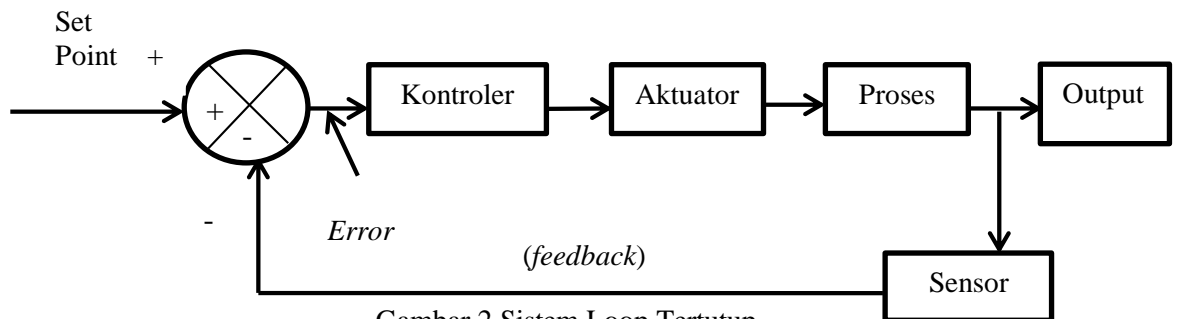 Set
Point +
+
-
Kontroler
Aktuator
Proses
Output
-
Error
(feedback)
Sensor
Gambar 2 Sistem Loop Tertutup